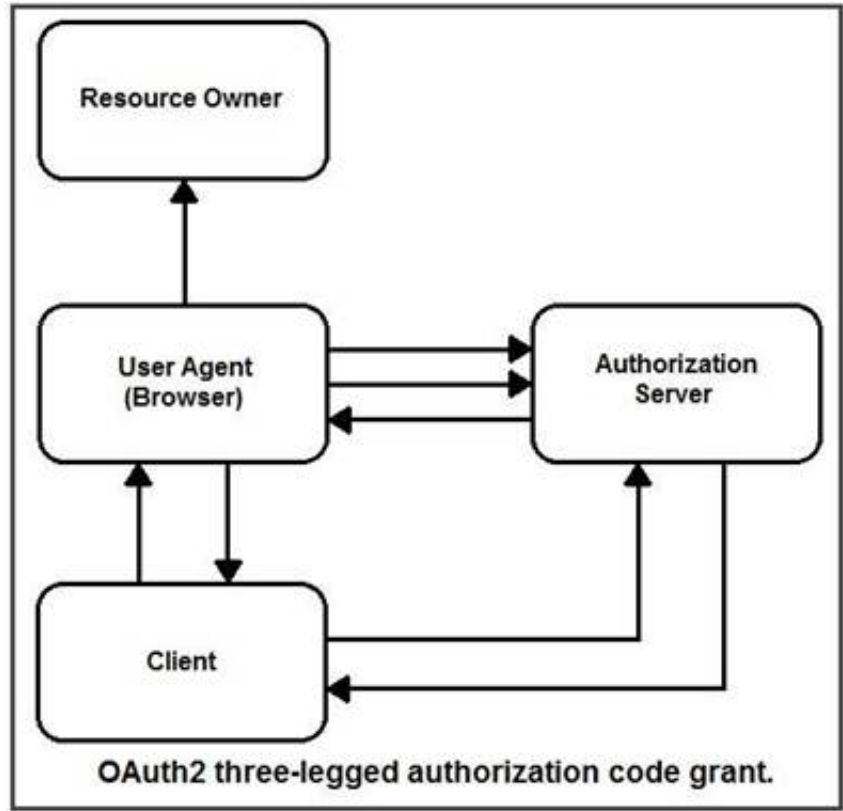 Resource Owner
User Agent
(Browser)
Authorization
Server
Client
OAuth2 three-legged authorization code grant.